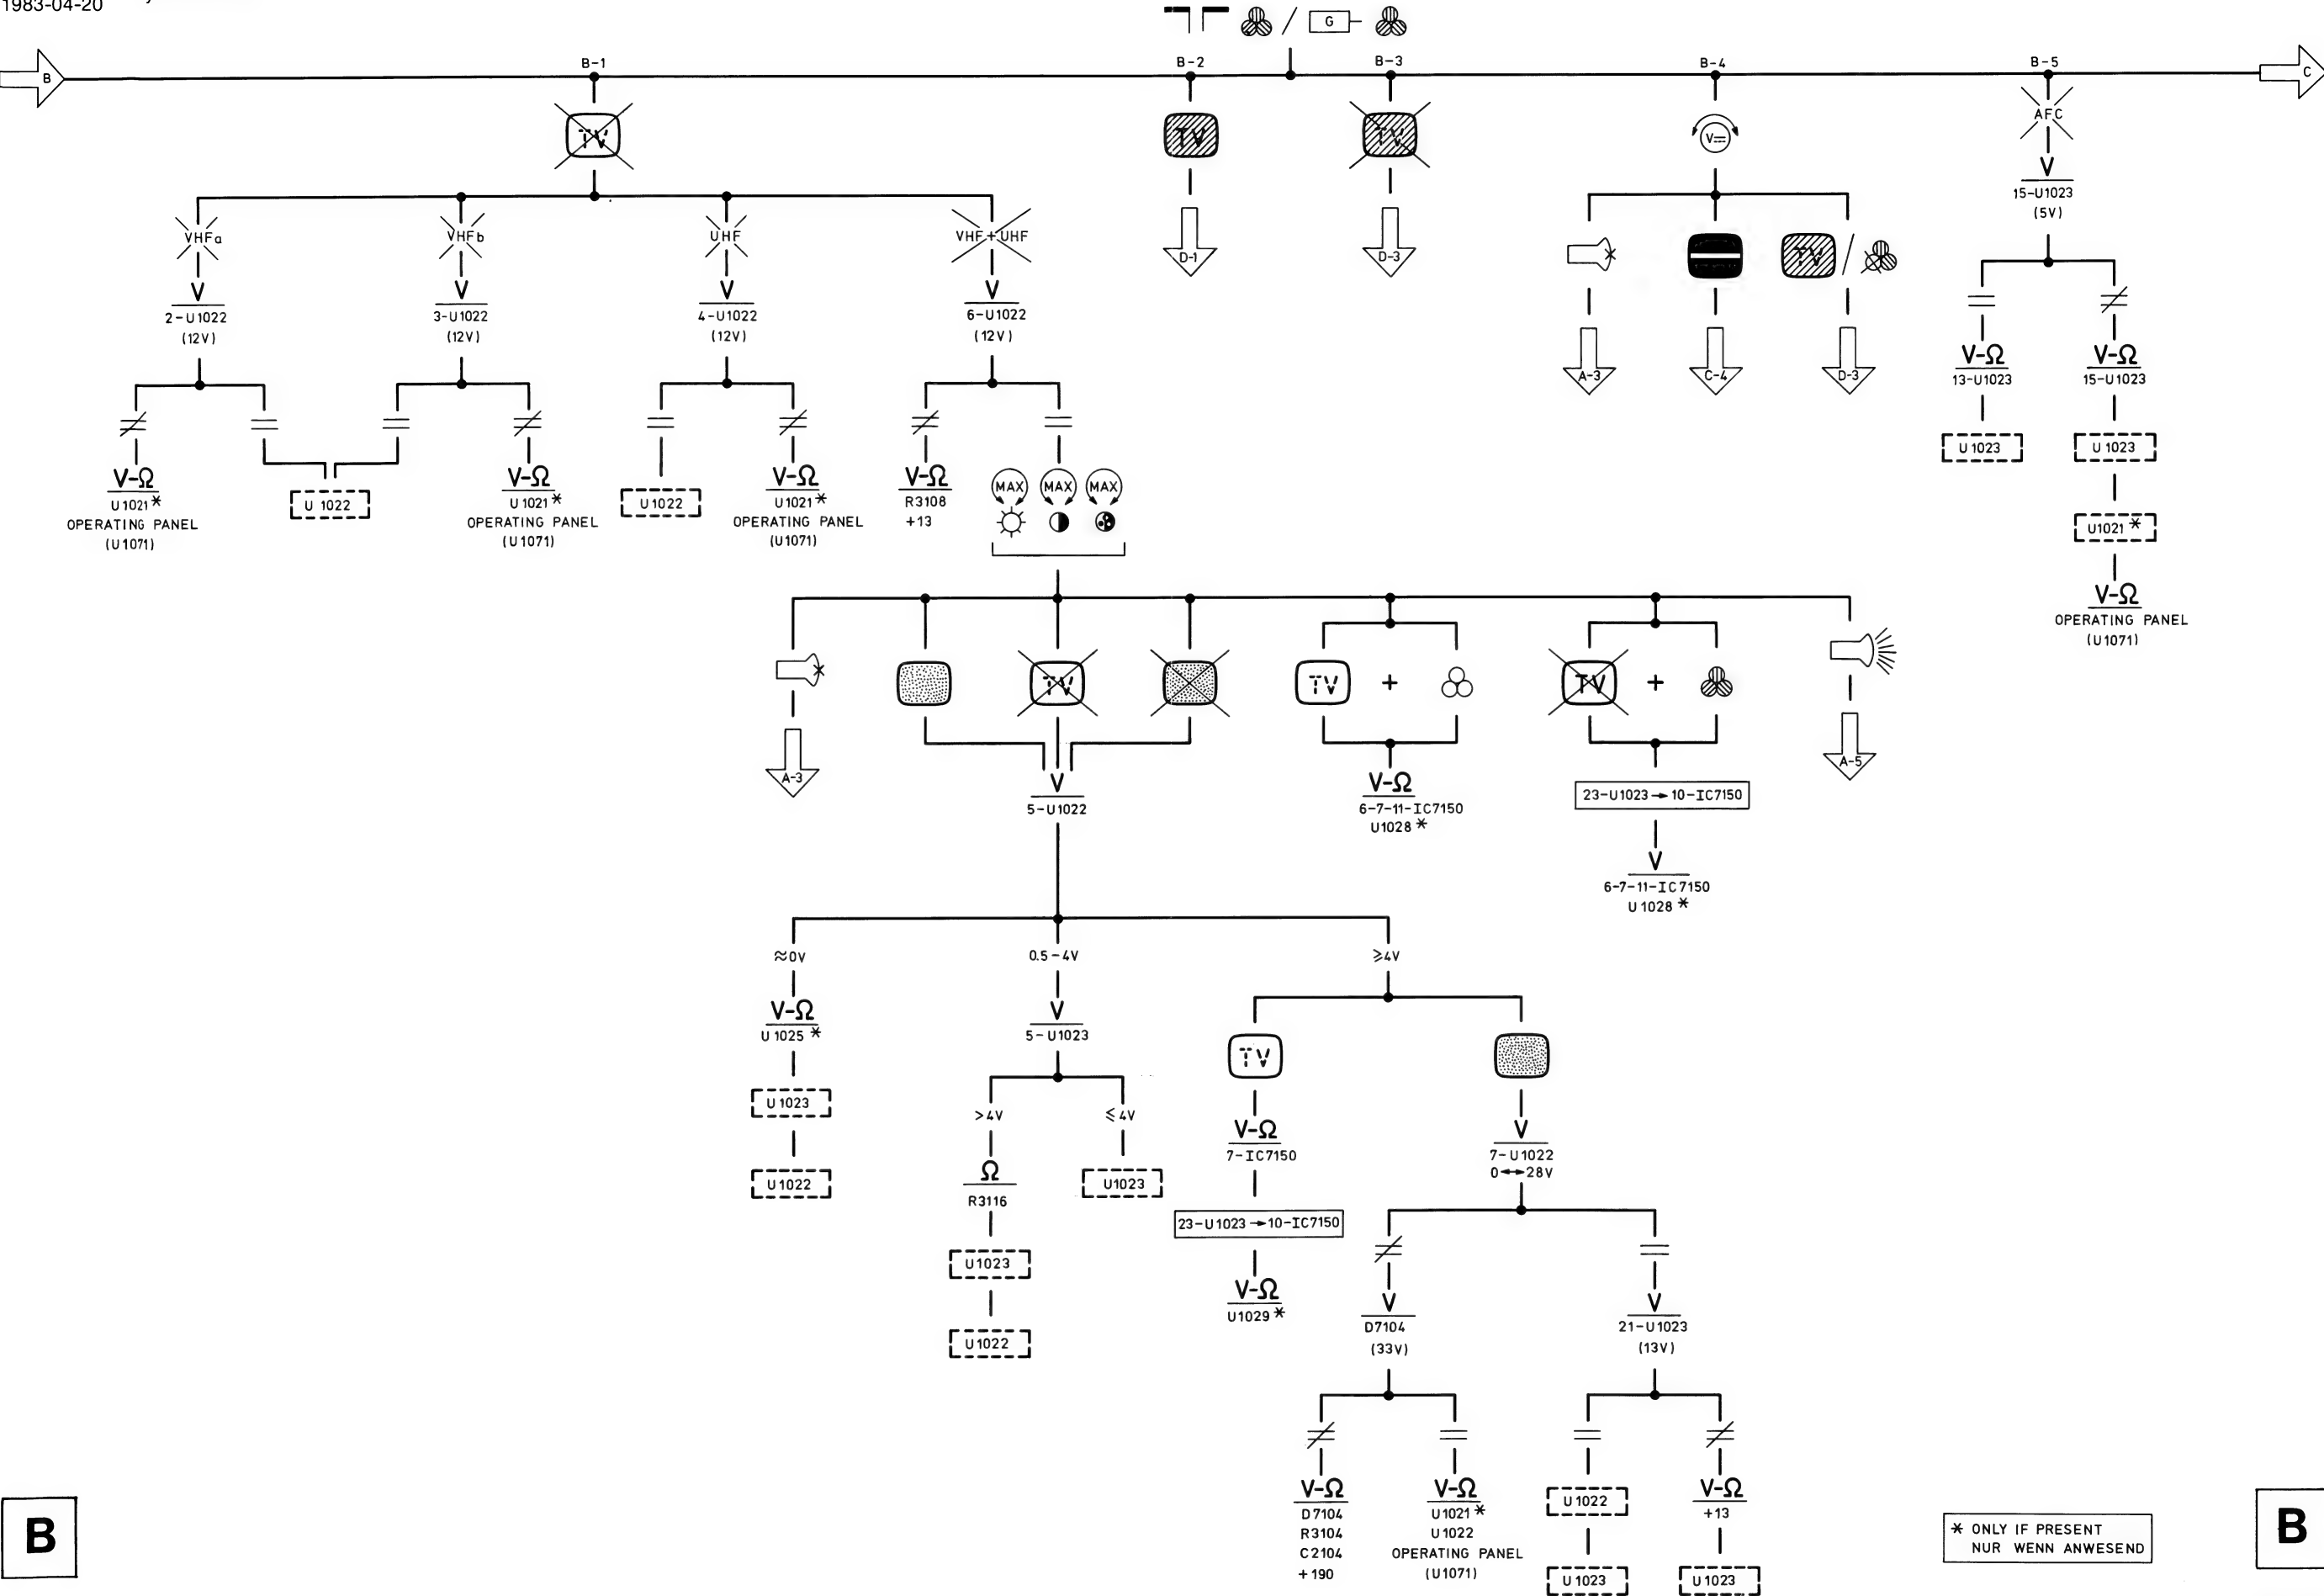 1983-04-20
G
B
B-1
B-2
B-3
B-4
B-5
C
TV
TV
TV
V
AFC
V
15-U1023
(5V)
VHFa
VHFb
UHF
VHF+UHF
D-1
D-3
TV
V
V
V
V
2-U1022
3-U1022
4-U1022
6-U1022
(12V)
(12V)
(12V)
(12V)
A-3
C-4
D-3
V-Ω
V-Ω
13-U1023
15-U1023
U1023
U1023
V-Ω
V-Ω
V-Ω
V-Ω
MAX
MAX
MAX
U1021*
U 1022
U1021*
U1022
U1021*
R3108
OPERATING PANEL
OPERATING PANEL
OPERATING PANEL
+13
(U1071)
(U1071)
(U1071)
U1021 *
V-Ω
OPERATING PANEL
(U1071)
TV
TV
+
TV
+
A-3
A-5
V
5-U1022
V-Ω
6-7-11-IC7150
U1028 *
23-U1023→10-IC7150
V
6-7-11-IC7150
U1028 *
≈0V
0.5-4V
≥4V
V-Ω
U1025 *
V
5-U1023
TV
U1023
>4V
≤4V
V-Ω
7-IC7150
V
7-U1022
0↔28V
U1022
Ω
R3116
U1023
23-U1023→10-IC7150
U1023
V-Ω
U1029 *
V
D7104
(33V)
V
21-U1023
(13V)
U1022
V-Ω
D7104
R3104
C2104
+190
V-Ω
U1021 *
U1022
OPERATING PANEL
(U1071)
U1022
U1023
V-Ω
+13
U1023
* ONLY IF PRESENT
NUR WENN ANWESEND
B
B